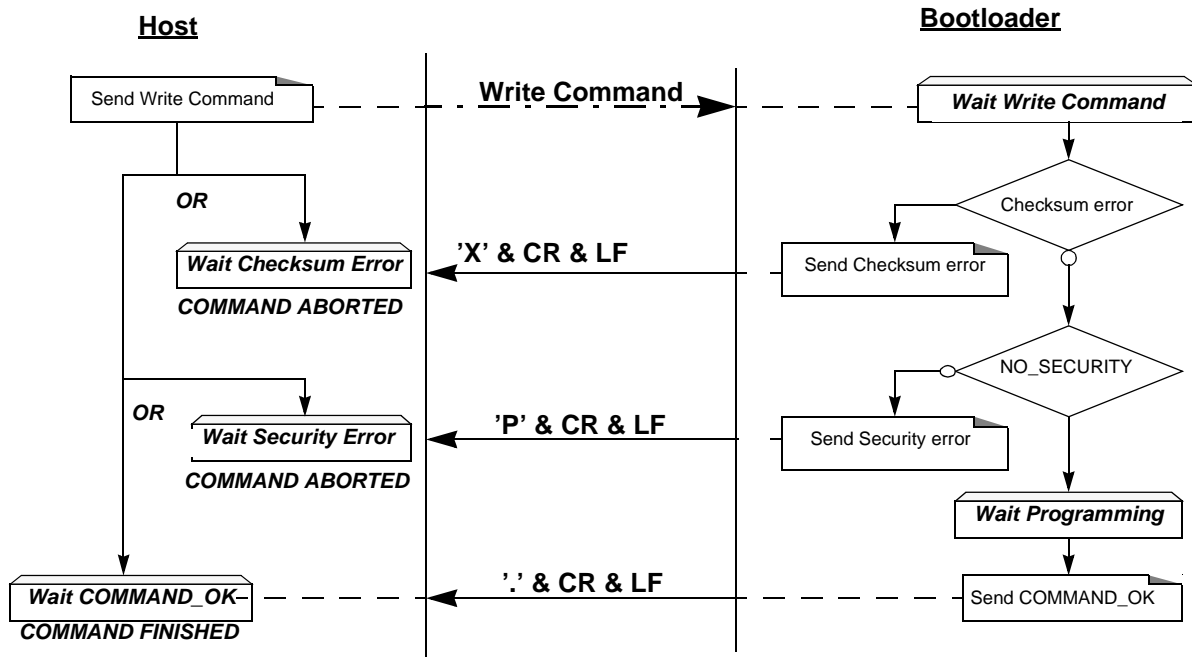 Host
Bootloader
Send Write Command
Write Command
Wait Write Command
OR
Checksum error
Wait Checksum Error
'X' & CR & LF
Send Checksum error
COMMAND ABORTED
NO_SECURITY
OR
Wait Security Error
'P' & CR & LF
Send Security error
COMMAND ABORTED
Wait Programming
Wait COMMAND_OK
'.' & CR & LF
Send COMMAND_OK
COMMAND FINISHED